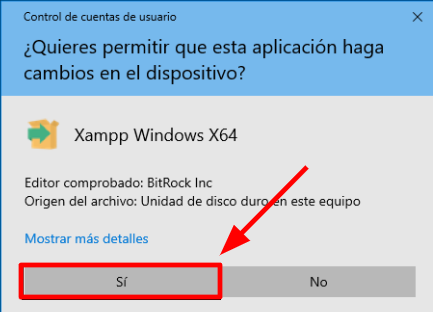 Control de cuentas de usuario
¿Quieres permitir que esta aplicación haga
cambios en el dispositivo?
Xampp Windows X64
Editor comprobado: BitRock Inc
Origen del archivo: Unidad de disco duro en este equipo
Mostrar más detalles
Sí
No